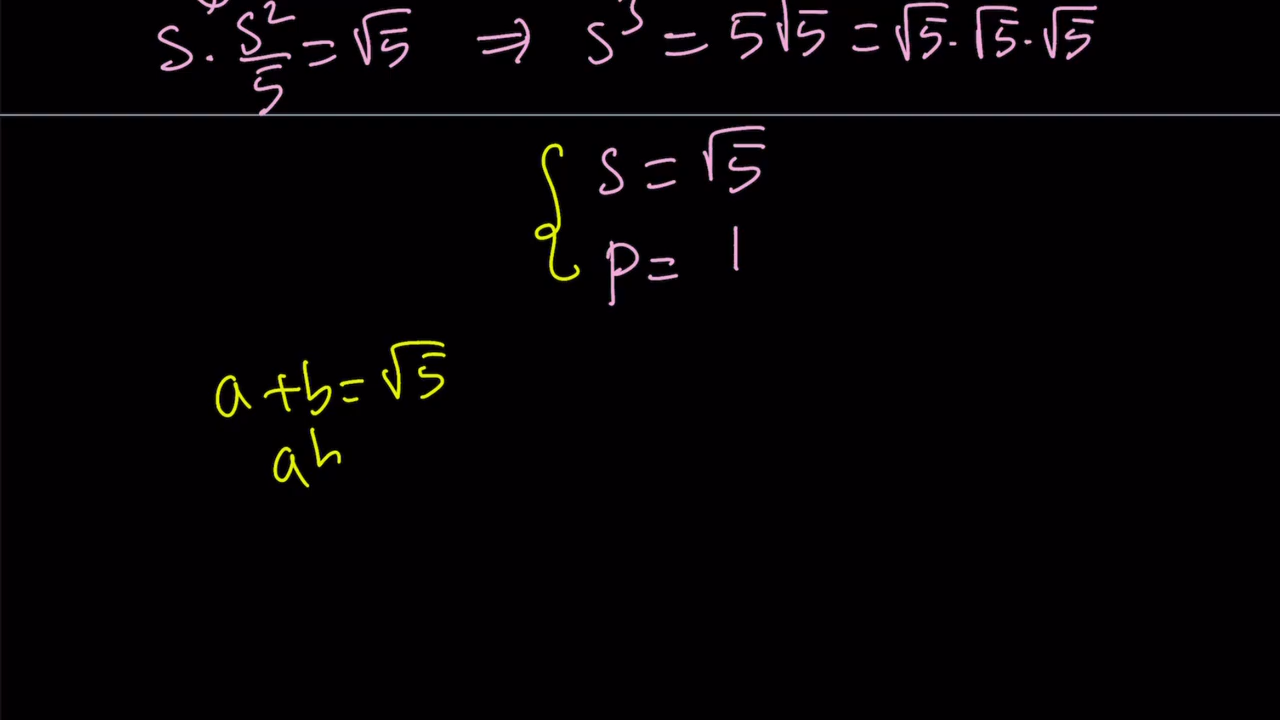 s · s²/5 = √5 ⇒ s³ = 5√5 = √5 · √5 · √5
{ s = √5
p = 1
a + b = √5
ab